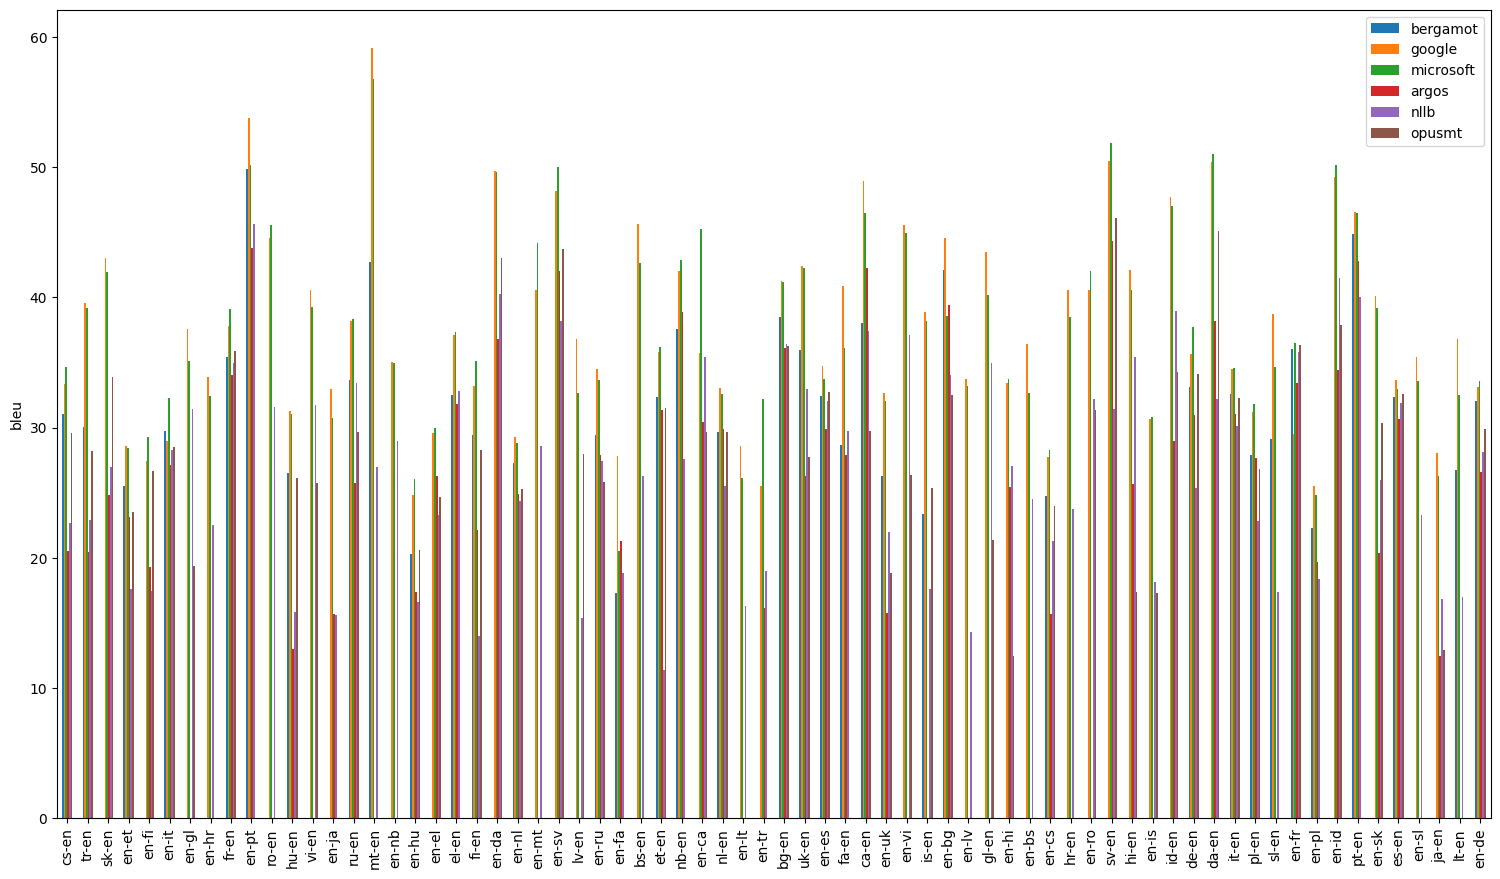 bergamot
google
microsoft
argos
nllb
opusmt
bleu
60
50
40
30
20
10
0
cs-en
tr-en
sk-en
en-et
en-fi
en-it
en-gl
en-hr
fr-en
en-pt
ro-en
hu-en
vi-en
en-ja
ru-en
mt-en
en-nb
en-hu
en-el
el-en
fi-en
en-da
en-nl
en-mt
en-sv
lv-en
en-ru
en-fa
bs-en
et-en
nb-en
en-ca
nl-en
en-lt
en-tr
bg-en
uk-en
en-es
fa-en
ca-en
en-uk
en-vi
is-en
en-bg
en-lv
gl-en
en-hi
en-bs
en-cs
hr-en
en-ro
sv-en
hi-en
en-is
id-en
de-en
da-en
it-en
pl-en
sl-en
en-fr
en-pl
en-id
pt-en
en-sk
es-en
en-sl
ja-en
lt-en
en-de